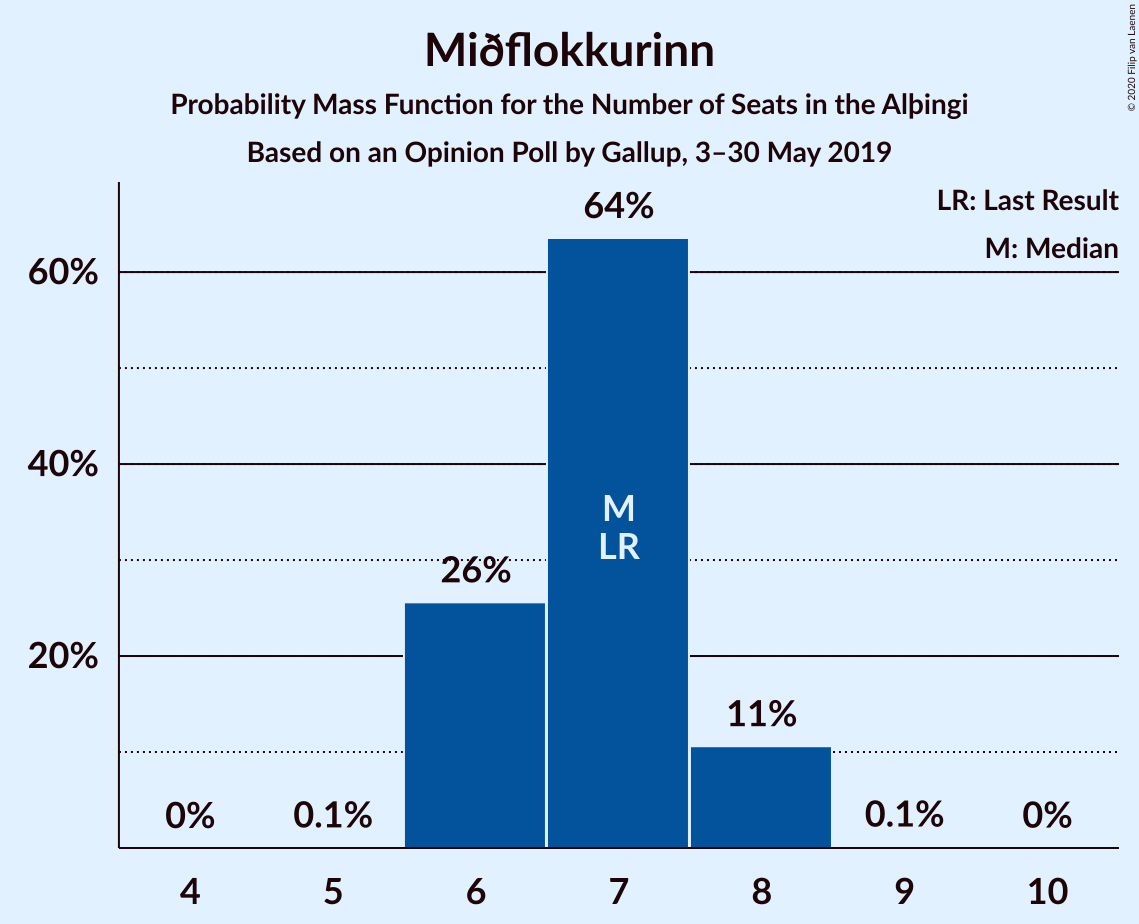 Miðflokkurinn
Probability Mass Function for the Number of Seats in the Alþingi
Based on an Opinion Poll by Gallup, 3–30 May 2019
© 2020 Filip van Laenen
LR: Last Result
M: Median
64%
60%
40%
20%
M
LR
26%
11%
0%
0.1%
0.1%
0%
4
5
6
7
8
9
10